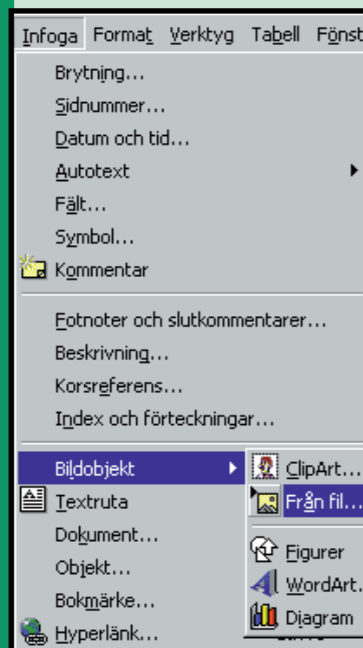 Infoga Format Verktyg Tabell Fönst
Brytning...
Sidnummer...
Datum och tid...
Autotext
Fält...
Symbol...
Kommentar
Fotnoter och slutkommentarer...
Beskrivning...
Korsreferens...
Index och förteckningar...
Bildobjekt
ClipArt...
Textruta
Från fil...
Dokument...
Figurer
Objekt...
WordArt.
Bokmärke...
Diagram
Hyperlänk...